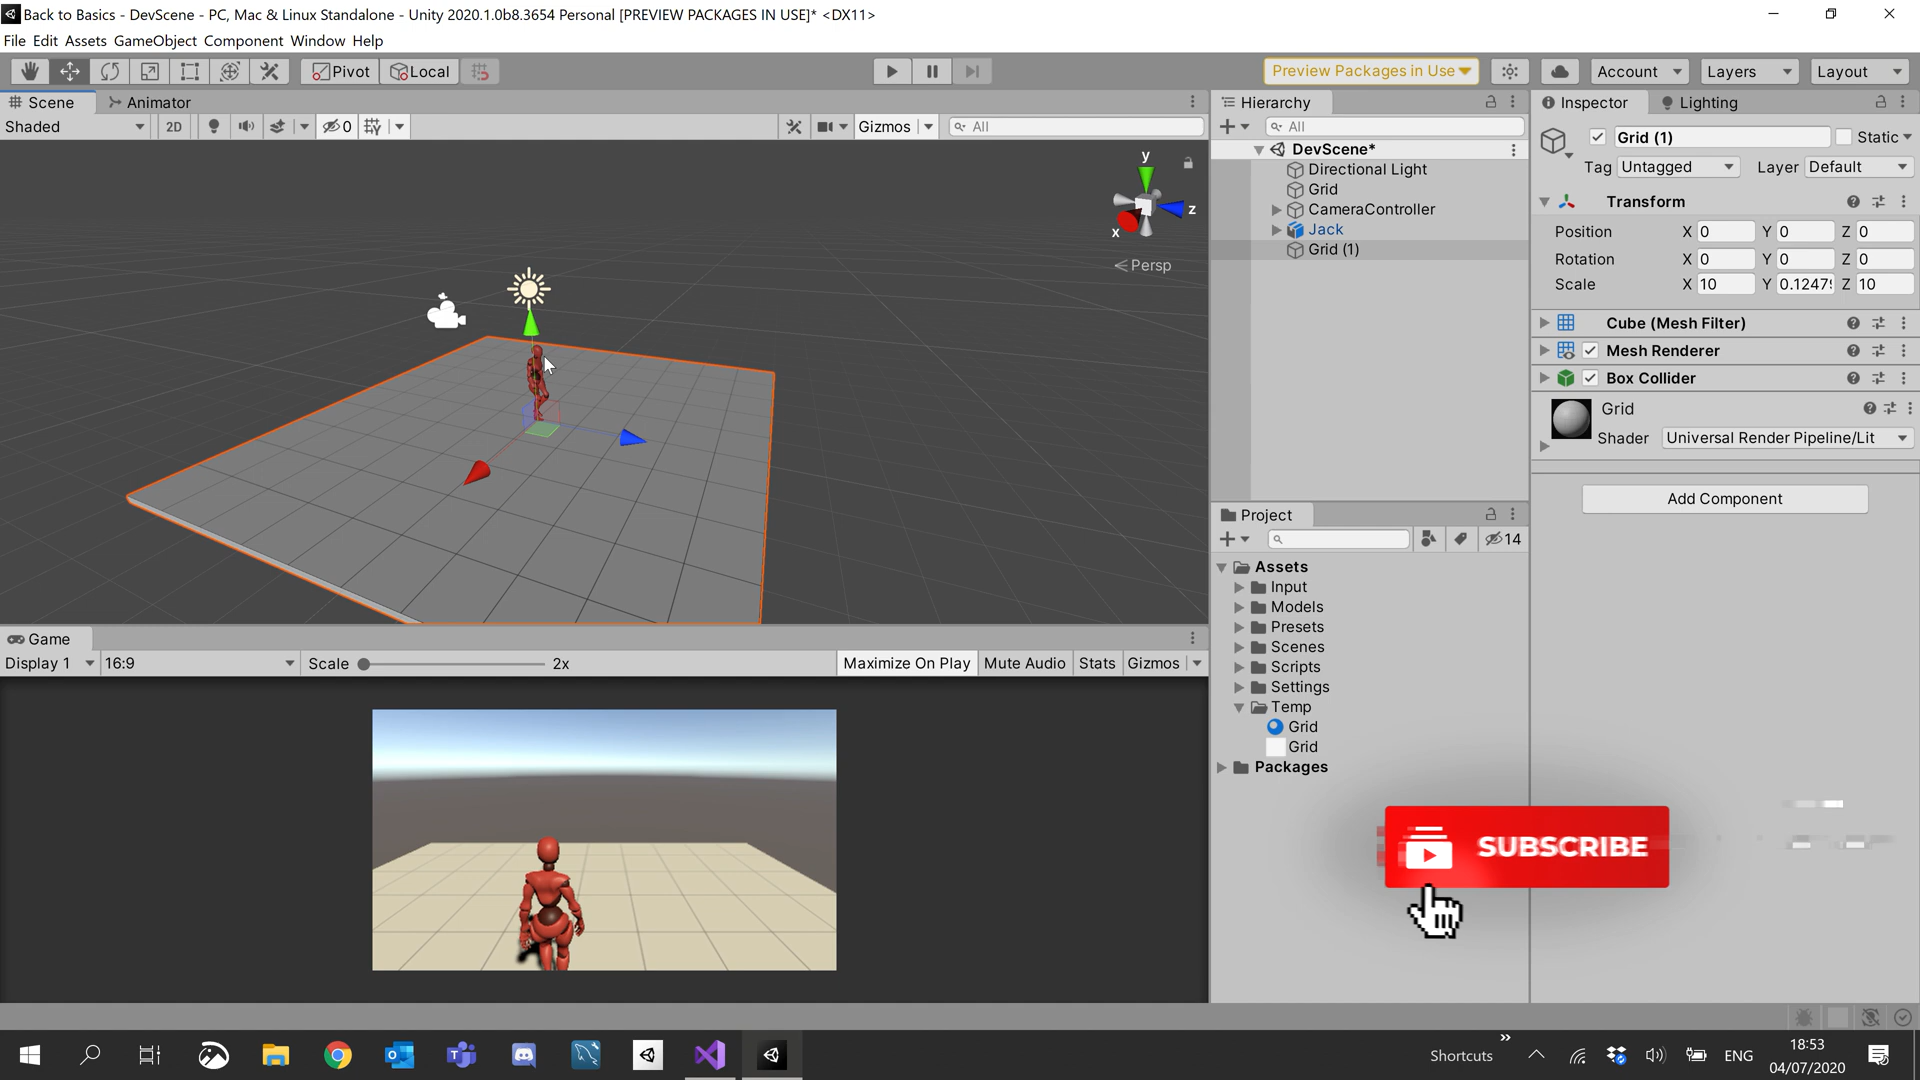 Back to Basics - DevScene - PC, Mac & Linux Standalone - Unity 2020.1.0b8.3654 Personal [PREVIEW PACKAGES IN USE]* <DX11>
File Edit Assets GameObject Component Window Help
Pivot Local Preview Packages in Use Account Layers Layout
Scene Animator
Shaded 2D 0 Gizmos All
y
z
x
Persp
Hierarchy
All
DevScene*
Directional Light
Grid
CameraController
Jack
Grid (1)
Inspector Lighting
Grid (1) Static
Tag Untagged Layer Default
Transform
Position X 0 Y 0 Z 0
Rotation X 0 Y 0 Z 0
Scale X 10 Y 0.1247 Z 10
Cube (Mesh Filter)
Mesh Renderer
Box Collider
Grid
Shader Universal Render Pipeline/Lit
Add Component
Project
14
Assets
Input
Models
Presets
Scenes
Scripts
Settings
Temp
Grid
Grid
Packages
Game
Display 1 16:9 Scale 2x Maximize On Play Mute Audio Stats Gizmos
SUBSCRIBE
Shortcuts
ENG
18:53
04/07/2020